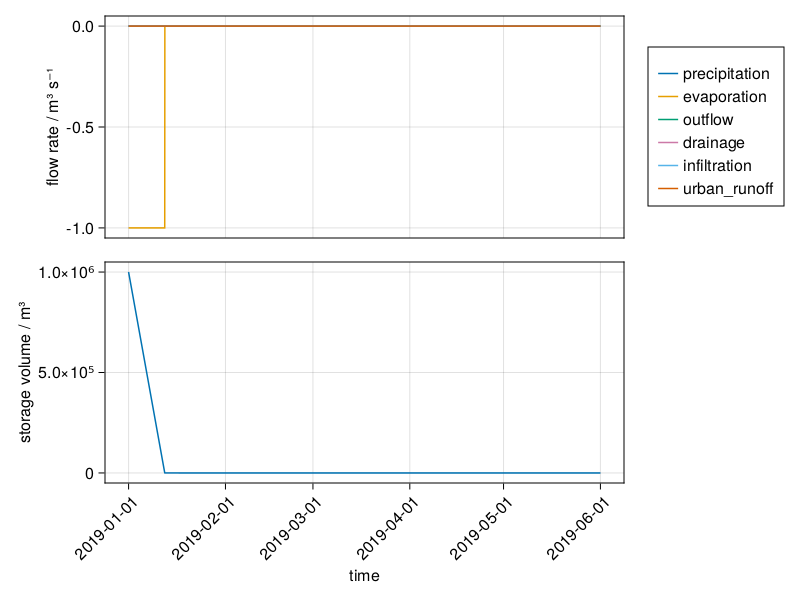 flow rate / m³ s⁻¹
0.0
-0.5
-1.0
precipitation
evaporation
outflow
drainage
infiltration
urban_runoff
storage volume / m³
1.0×10⁶
5.0×10⁵
0
2019-01-01
2019-02-01
2019-03-01
2019-04-01
2019-05-01
2019-06-01
time